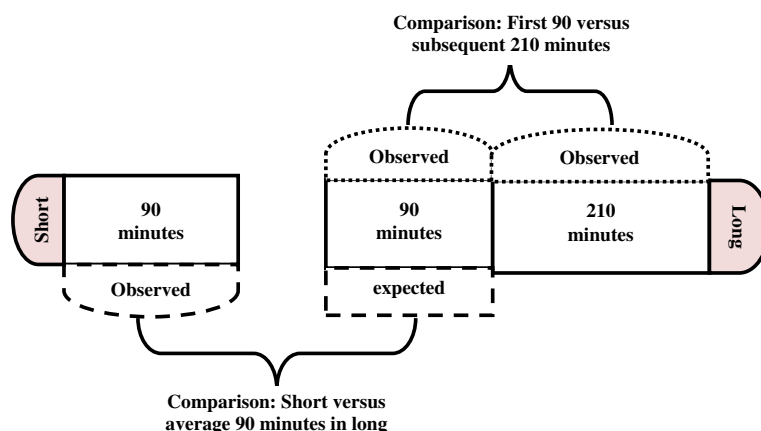 Comparison: First 90 versus
subsequent 210 minutes
Observed
Observed
Short
90
minutes
90
minutes
210
minutes
Long
Observed
expected
Comparison: Short versus
average 90 minutes in long